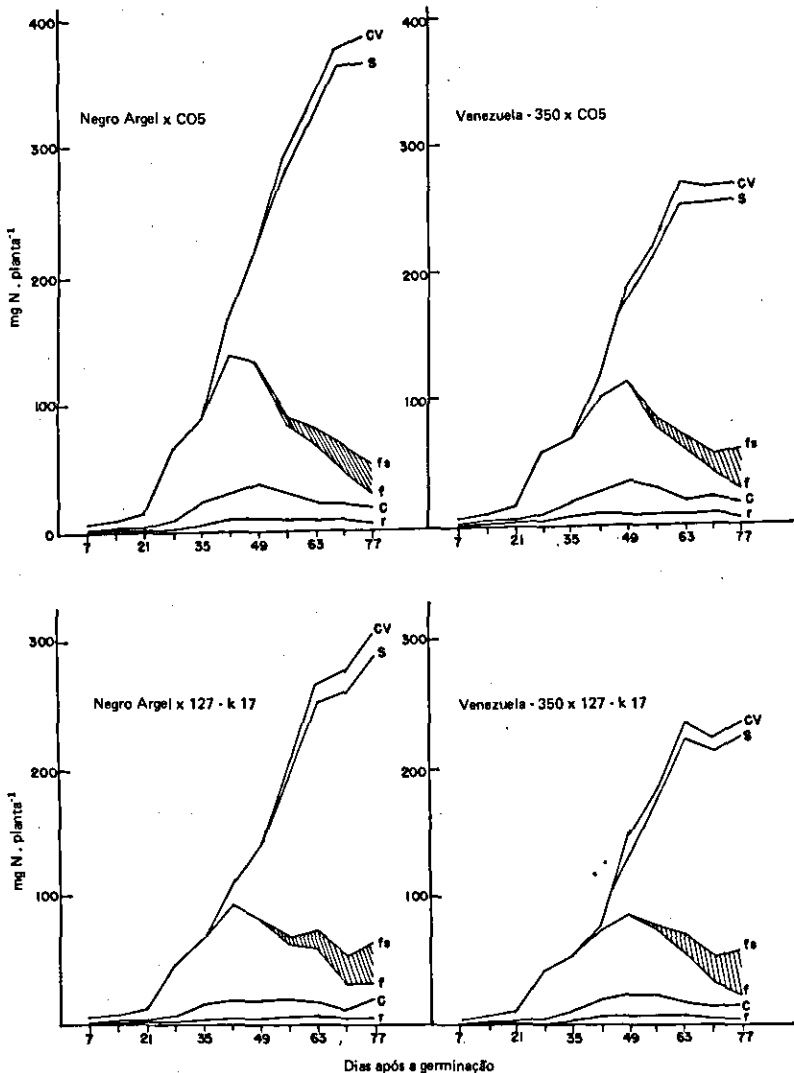 400
CV
S
Negro Argel x CO5
300
200
100
0
mg N . planta⁻¹
fs
f
C
r
7 21 35 49 63 77
400
Venezuela - 350 x CO5
300
200
100
CV
S
fs
f
C
r
7 21 35 49 63 77
300
CV
S
Negro Argel x 127 - k 17
200
100
mg N . planta⁻¹
fs
f
C
r
7 21 35 49 63 77
300
Venezuela - 350 x 127 - k 17
CV
S
200
100
fs
f
C
r
7 21 35 49 63 77
Dias após a germinação